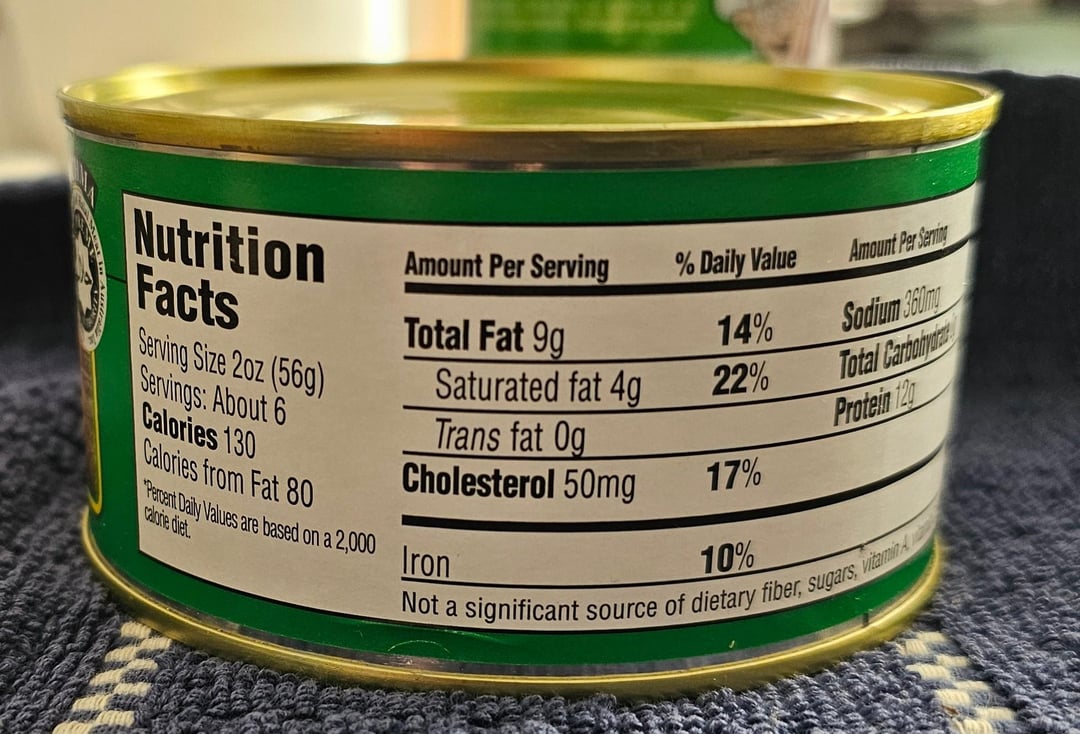 Nutrition
Facts
Serving Size 2oz (56g)
Servings: About 6
Calories 130
Calories from Fat 80
*Percent Daily Values are based on a 2,000
calorie diet.
Amount Per Serving % Daily Value
Total Fat 9g 14%
Saturated fat 4g 22%
Trans fat 0g
Cholesterol 50mg 17%
Iron 10%
Not a significant source of dietary fiber, sugars, vitamin A,
Amount Per Serving
Sodium 360mg
Total Carbohydrate
Protein 12g